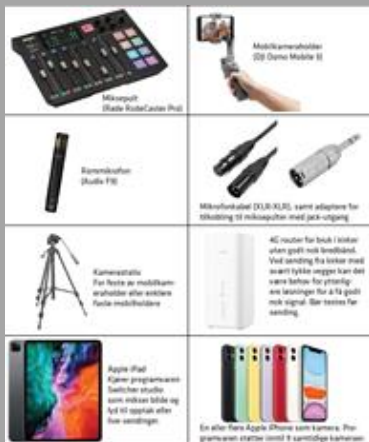 Miksepult
(Røde RodeCaster Pro)
Mobilkameraholder
(DJI Osmo Mobile 3)
Rommikrofon
(Audix F9)
Mikrofonkabel (XLR-XLR), samt adaptere for
tilkobling til miksepulter med jack-utgang
Kamerastativ
For feste av mobilkam-
eraholder eller enklere
faste mobilholdere
4G router for bruk i kirker
uten godt nok bredbånd.
Ved sending fra kirker med
svært tykke vegger kan det
være behov for ytterlig-
ere løsninger for å få godt
nok signal. Bør testes før
sending.
Apple iPad
Kjører programvaren
Switcher studio
som mikser bilde og
lyd til opptak eller
live-sendinger.
En eller flere Apple iPhone som kamera. Pro-
gramvaren støtter inntil 9 samtidige kameraer.